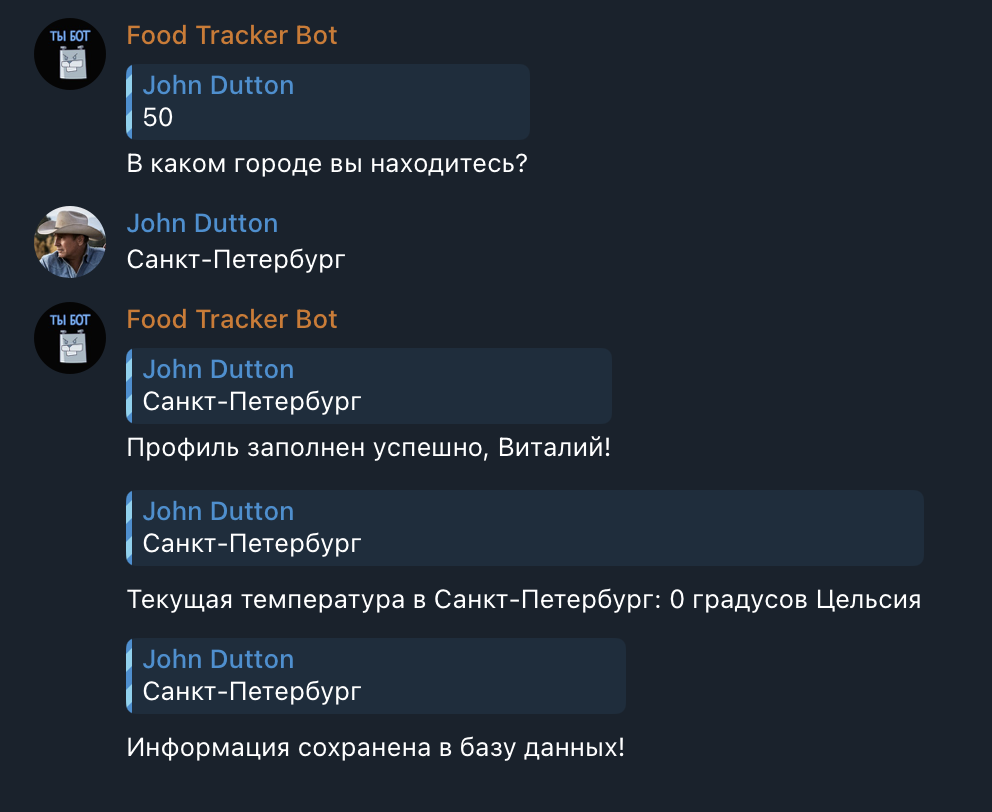 ТЫ БОТ
Food Tracker Bot
John Dutton
50
В каком городе вы находитесь?
John Dutton
Санкт-Петербург
ТЫ БОТ
Food Tracker Bot
John Dutton
Санкт-Петербург
Профиль заполнен успешно, Виталий!
John Dutton
Санкт-Петербург
Текущая температура в Санкт-Петербург: 0 градусов Цельсия
John Dutton
Санкт-Петербург
Информация сохранена в базу данных!